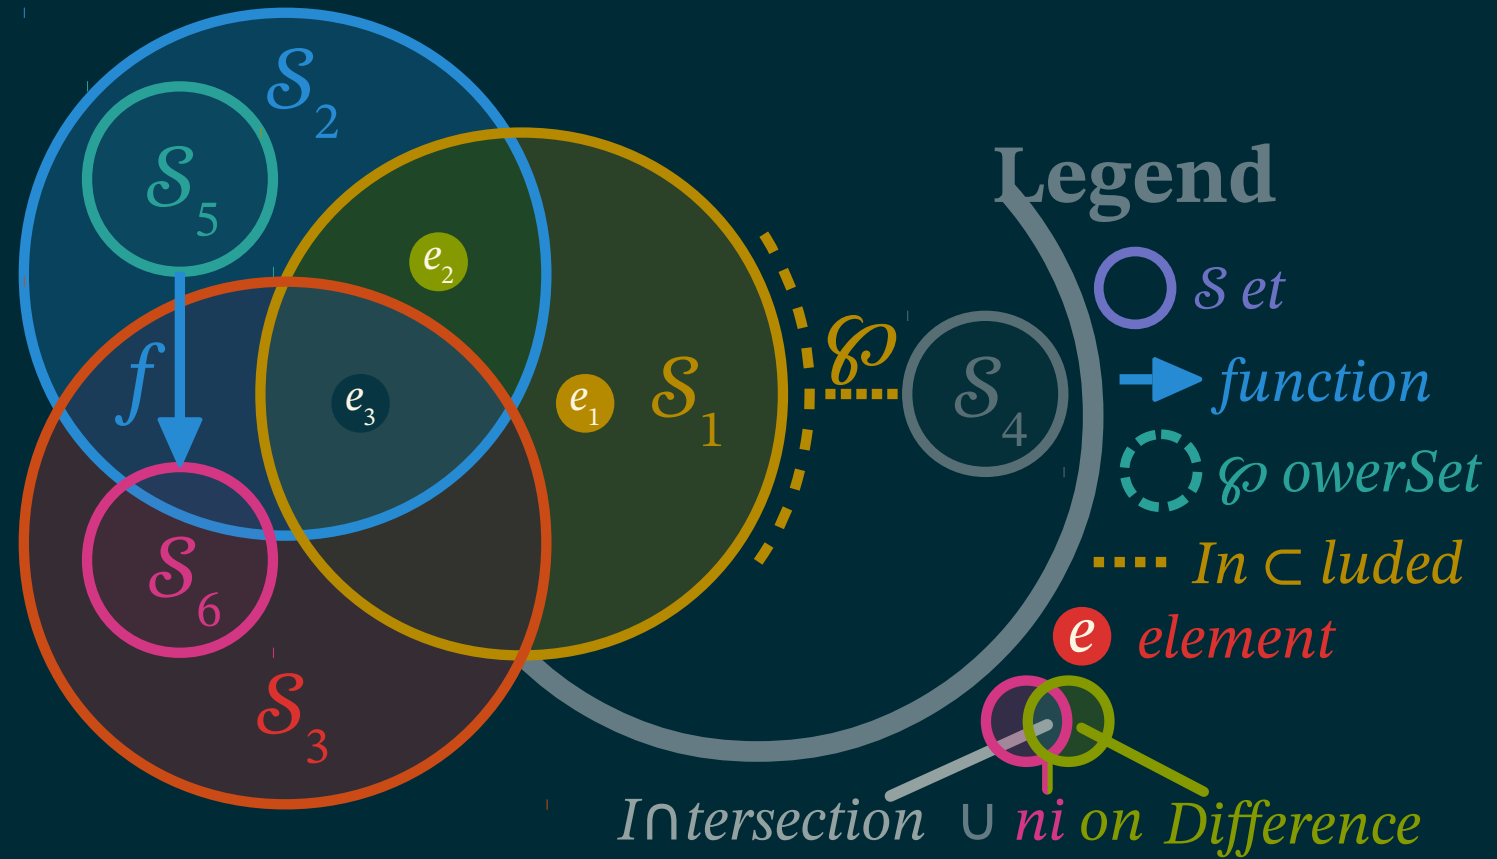 𝒮2
𝒮5
Legend
e2
𝒮 et
℘
f
e3
e1
𝒮1
𝒮4
function
℘ owerSet
𝒮6
In ⊂ luded
e element
𝒮3
I∩tersection ∪ ni on Difference